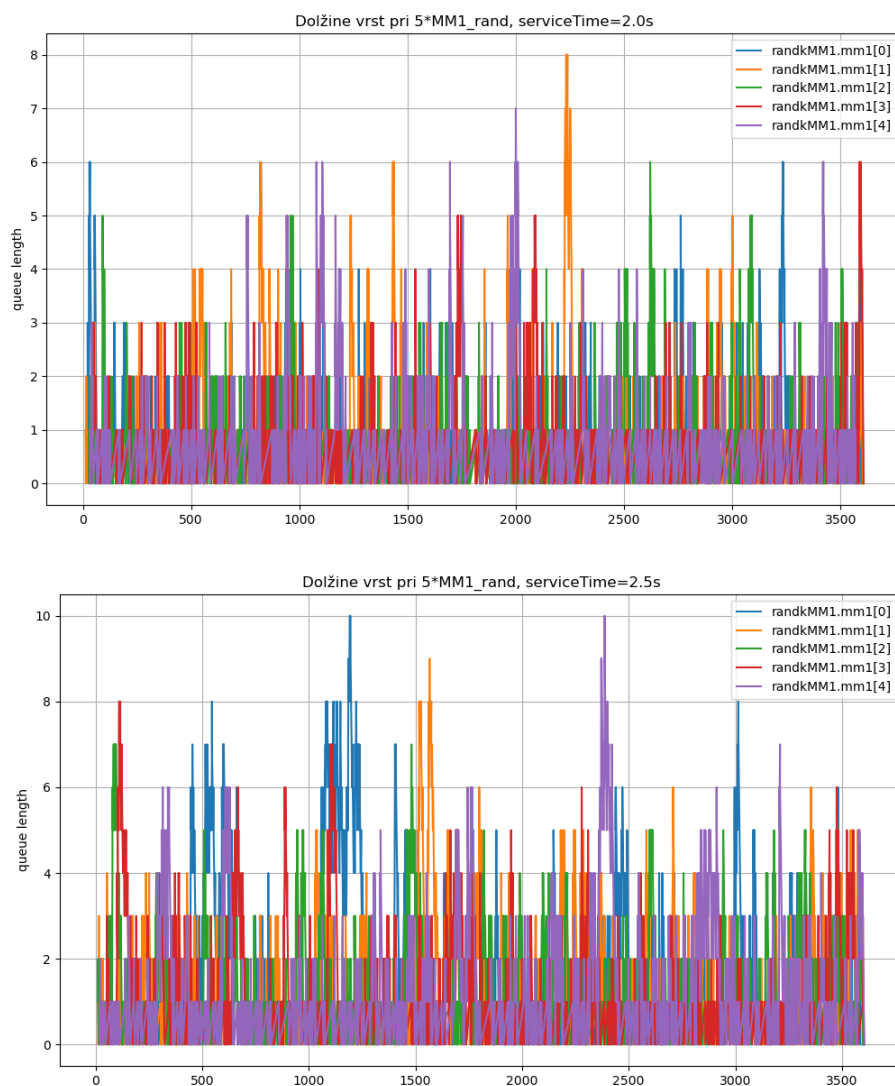 Dolžine vrst pri 5*MM1_rand, serviceTime=2.0s
8
7
6
5
4
3
2
1
0
queue length
randkMM1.mm1[0]
randkMM1.mm1[1]
randkMM1.mm1[2]
randkMM1.mm1[3]
randkMM1.mm1[4]
0 500 1000 1500 2000 2500 3000 3500
Dolžine vrst pri 5*MM1_rand, serviceTime=2.5s
10
8
6
4
2
0
queue length
randkMM1.mm1[0]
randkMM1.mm1[1]
randkMM1.mm1[2]
randkMM1.mm1[3]
randkMM1.mm1[4]
0 500 1000 1500 2000 2500 3000 3500